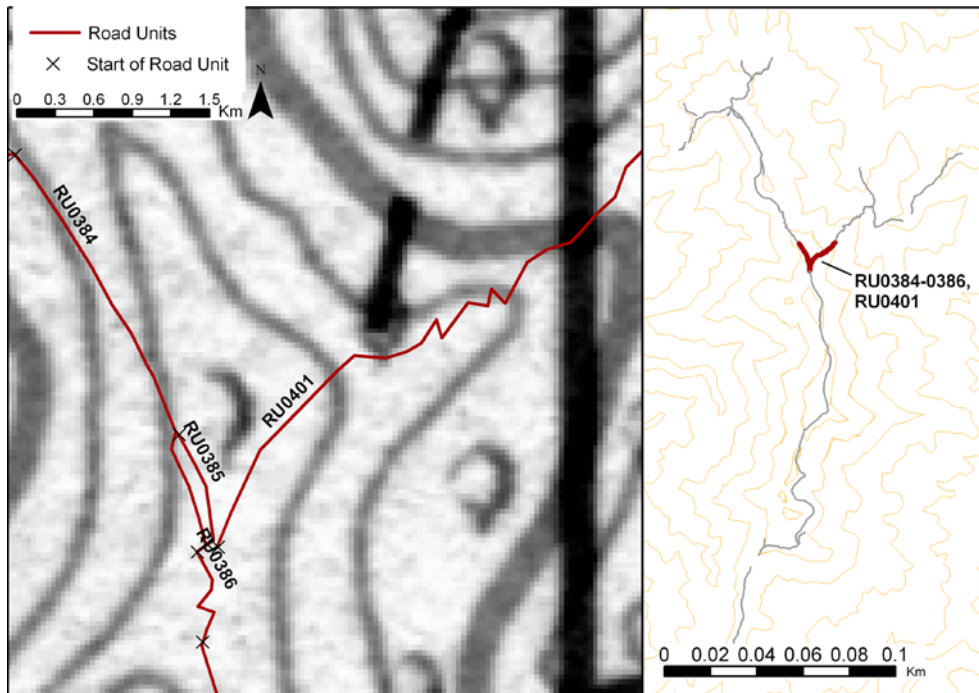 Road Units
Start of Road Unit
N
0 0.3 0.6 0.9 1.2 1.5
Km
RU0384
RU0385
RU0401
RU0386
RU0384-0386,
RU0401
0 0.02 0.04 0.06 0.08 0.1